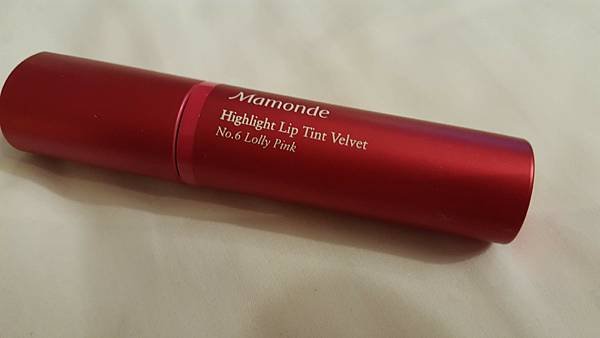 Mamonde
Highlight Lip Tint Velvet
No.6 Lolly Pink